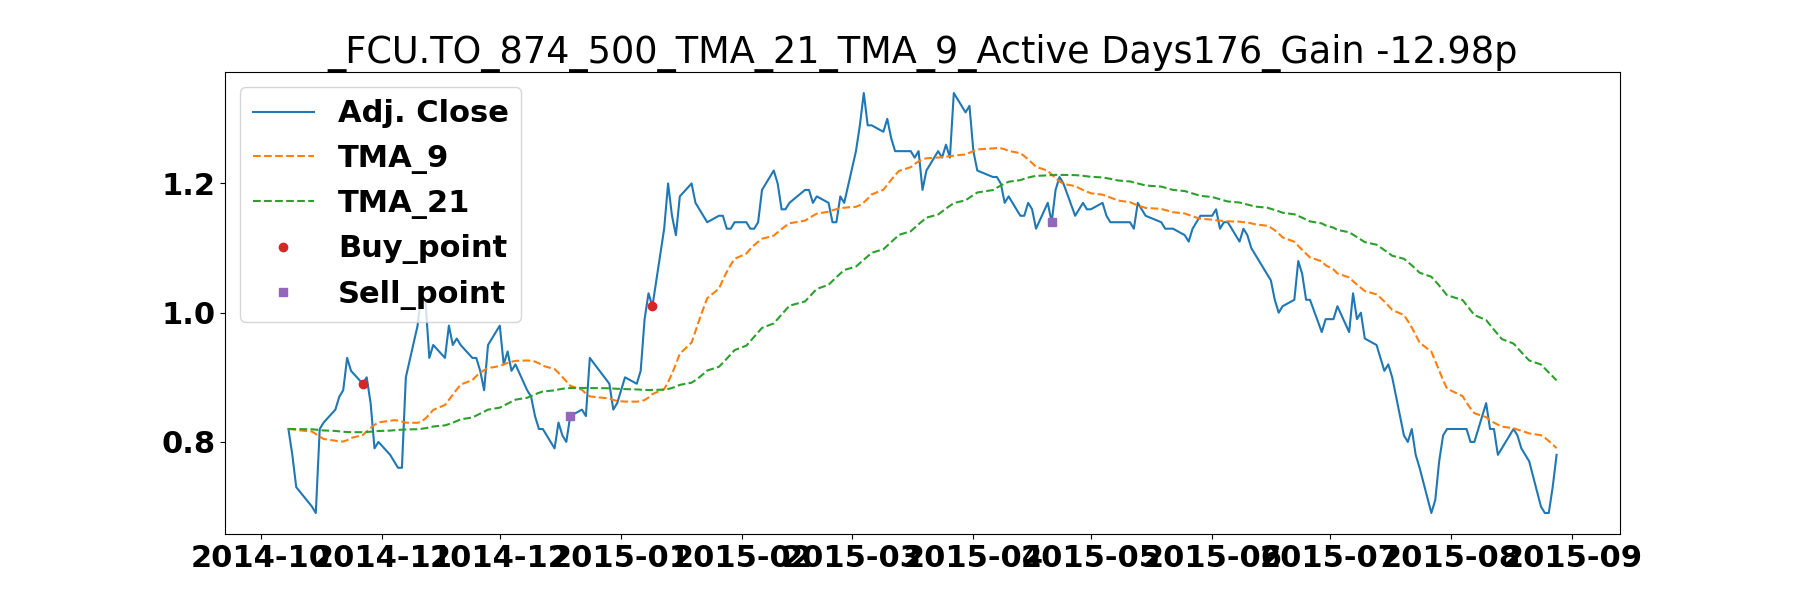 _FCU.TO_874_500_TMA_21_TMA_9_Active Days176_Gain -12.98p
Adj. Close
TMA_9
TMA_21
Buy_point
Sell_point
1.2
1.0
0.8
2014-10 2014-11 2014-12 2015-01 2015-02 2015-03 2015-04 2015-05 2015-06 2015-07 2015-08 2015-09